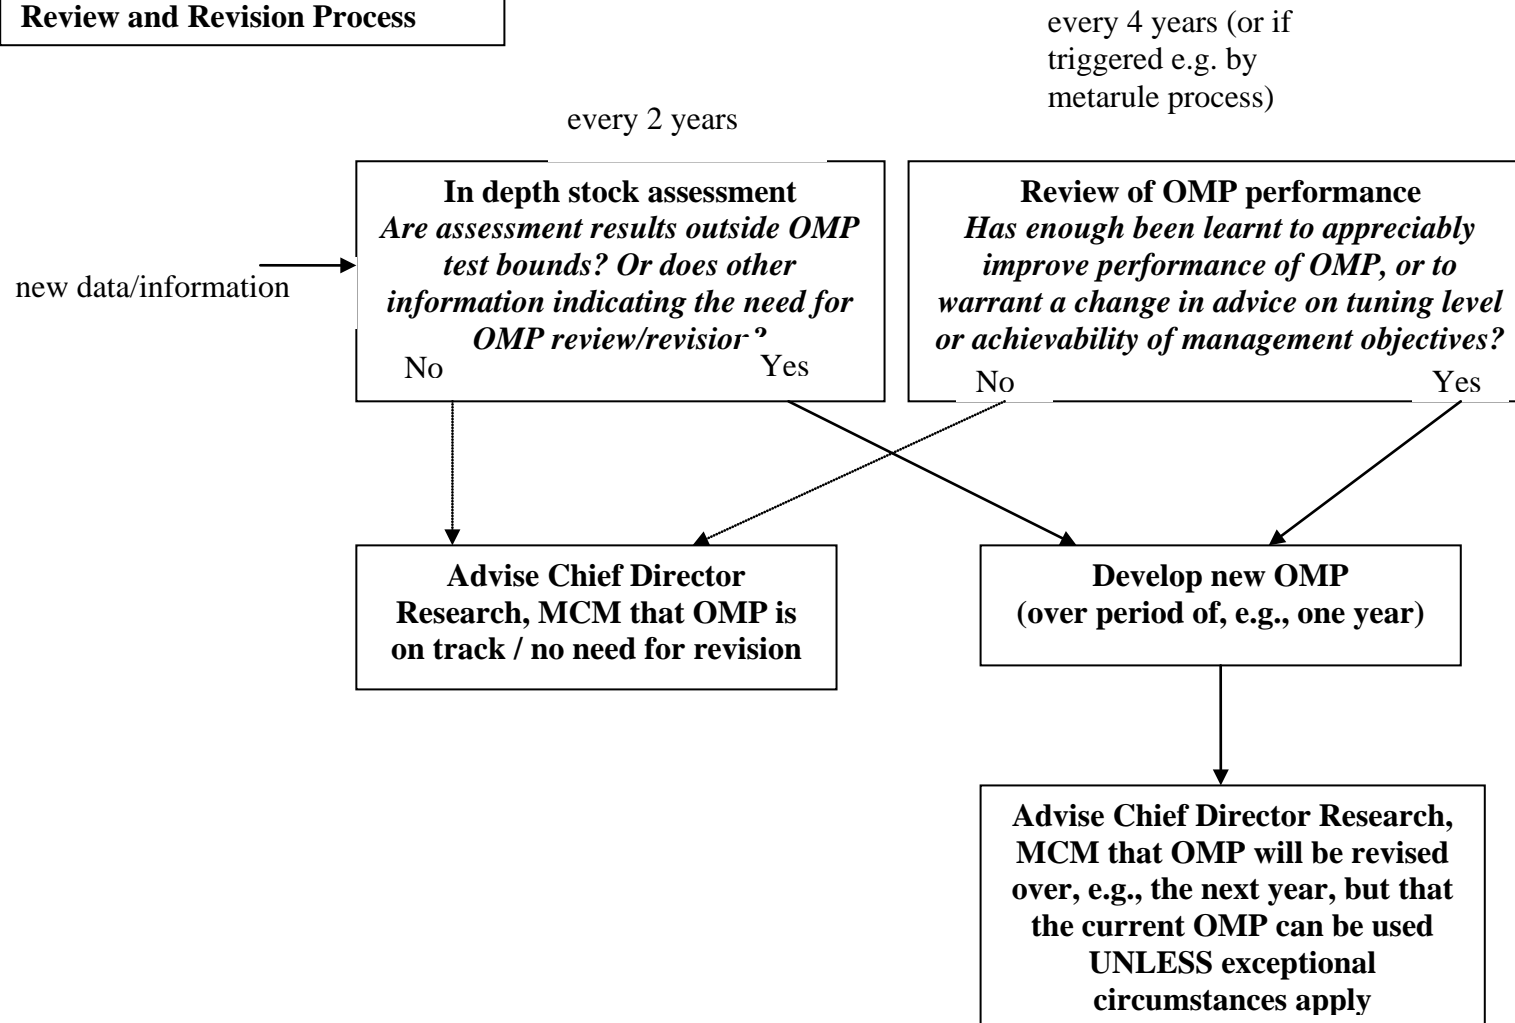 Review and Revision Process
every 4 years (or if
triggered e.g. by
metarule process)
every 2 years
new data/information
In depth stock assessment
Are assessment results outside OMP
test bounds? Or does other
information indicating the need for
OMP review/revision?
No
Yes
Review of OMP performance
Has enough been learnt to appreciably
improve performance of OMP, or to
warrant a change in advice on tuning level
or achievability of management objectives?
No
Yes
Advise Chief Director
Research, MCM that OMP is
on track / no need for revision
Develop new OMP
(over period of, e.g., one year)
Advise Chief Director Research,
MCM that OMP will be revised
over, e.g., the next year, but that
the current OMP can be used
UNLESS exceptional
circumstances apply